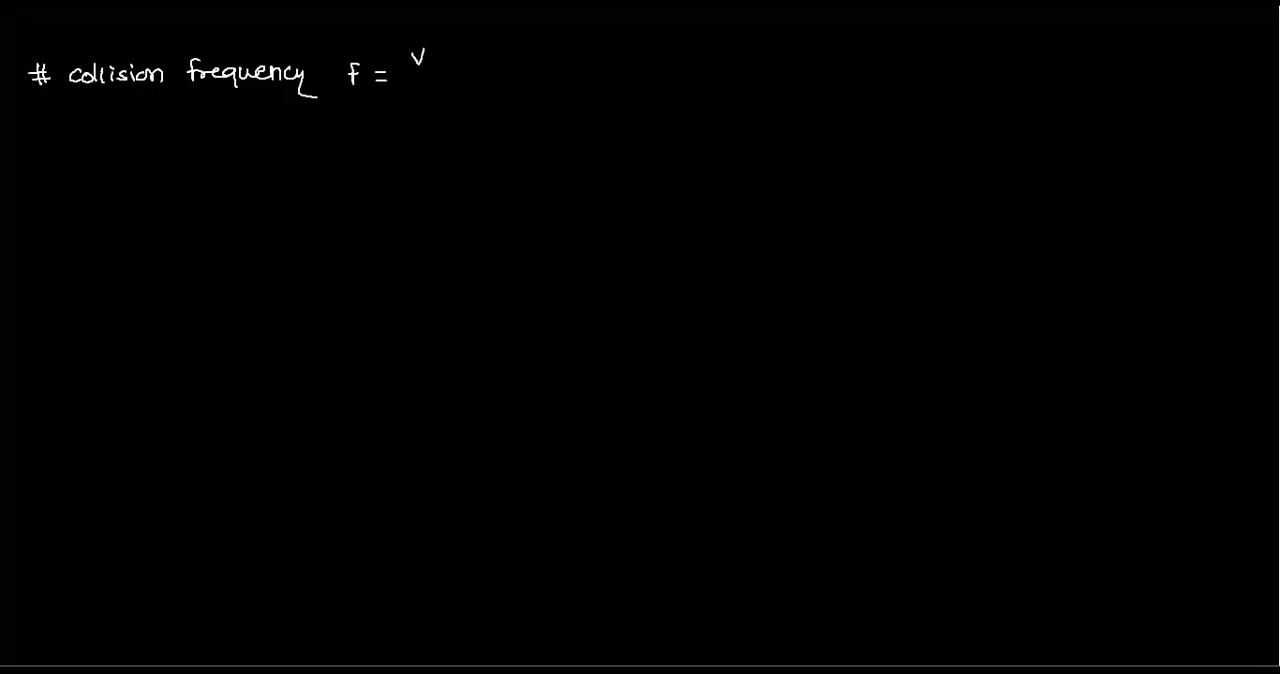 # collision frequency f = v